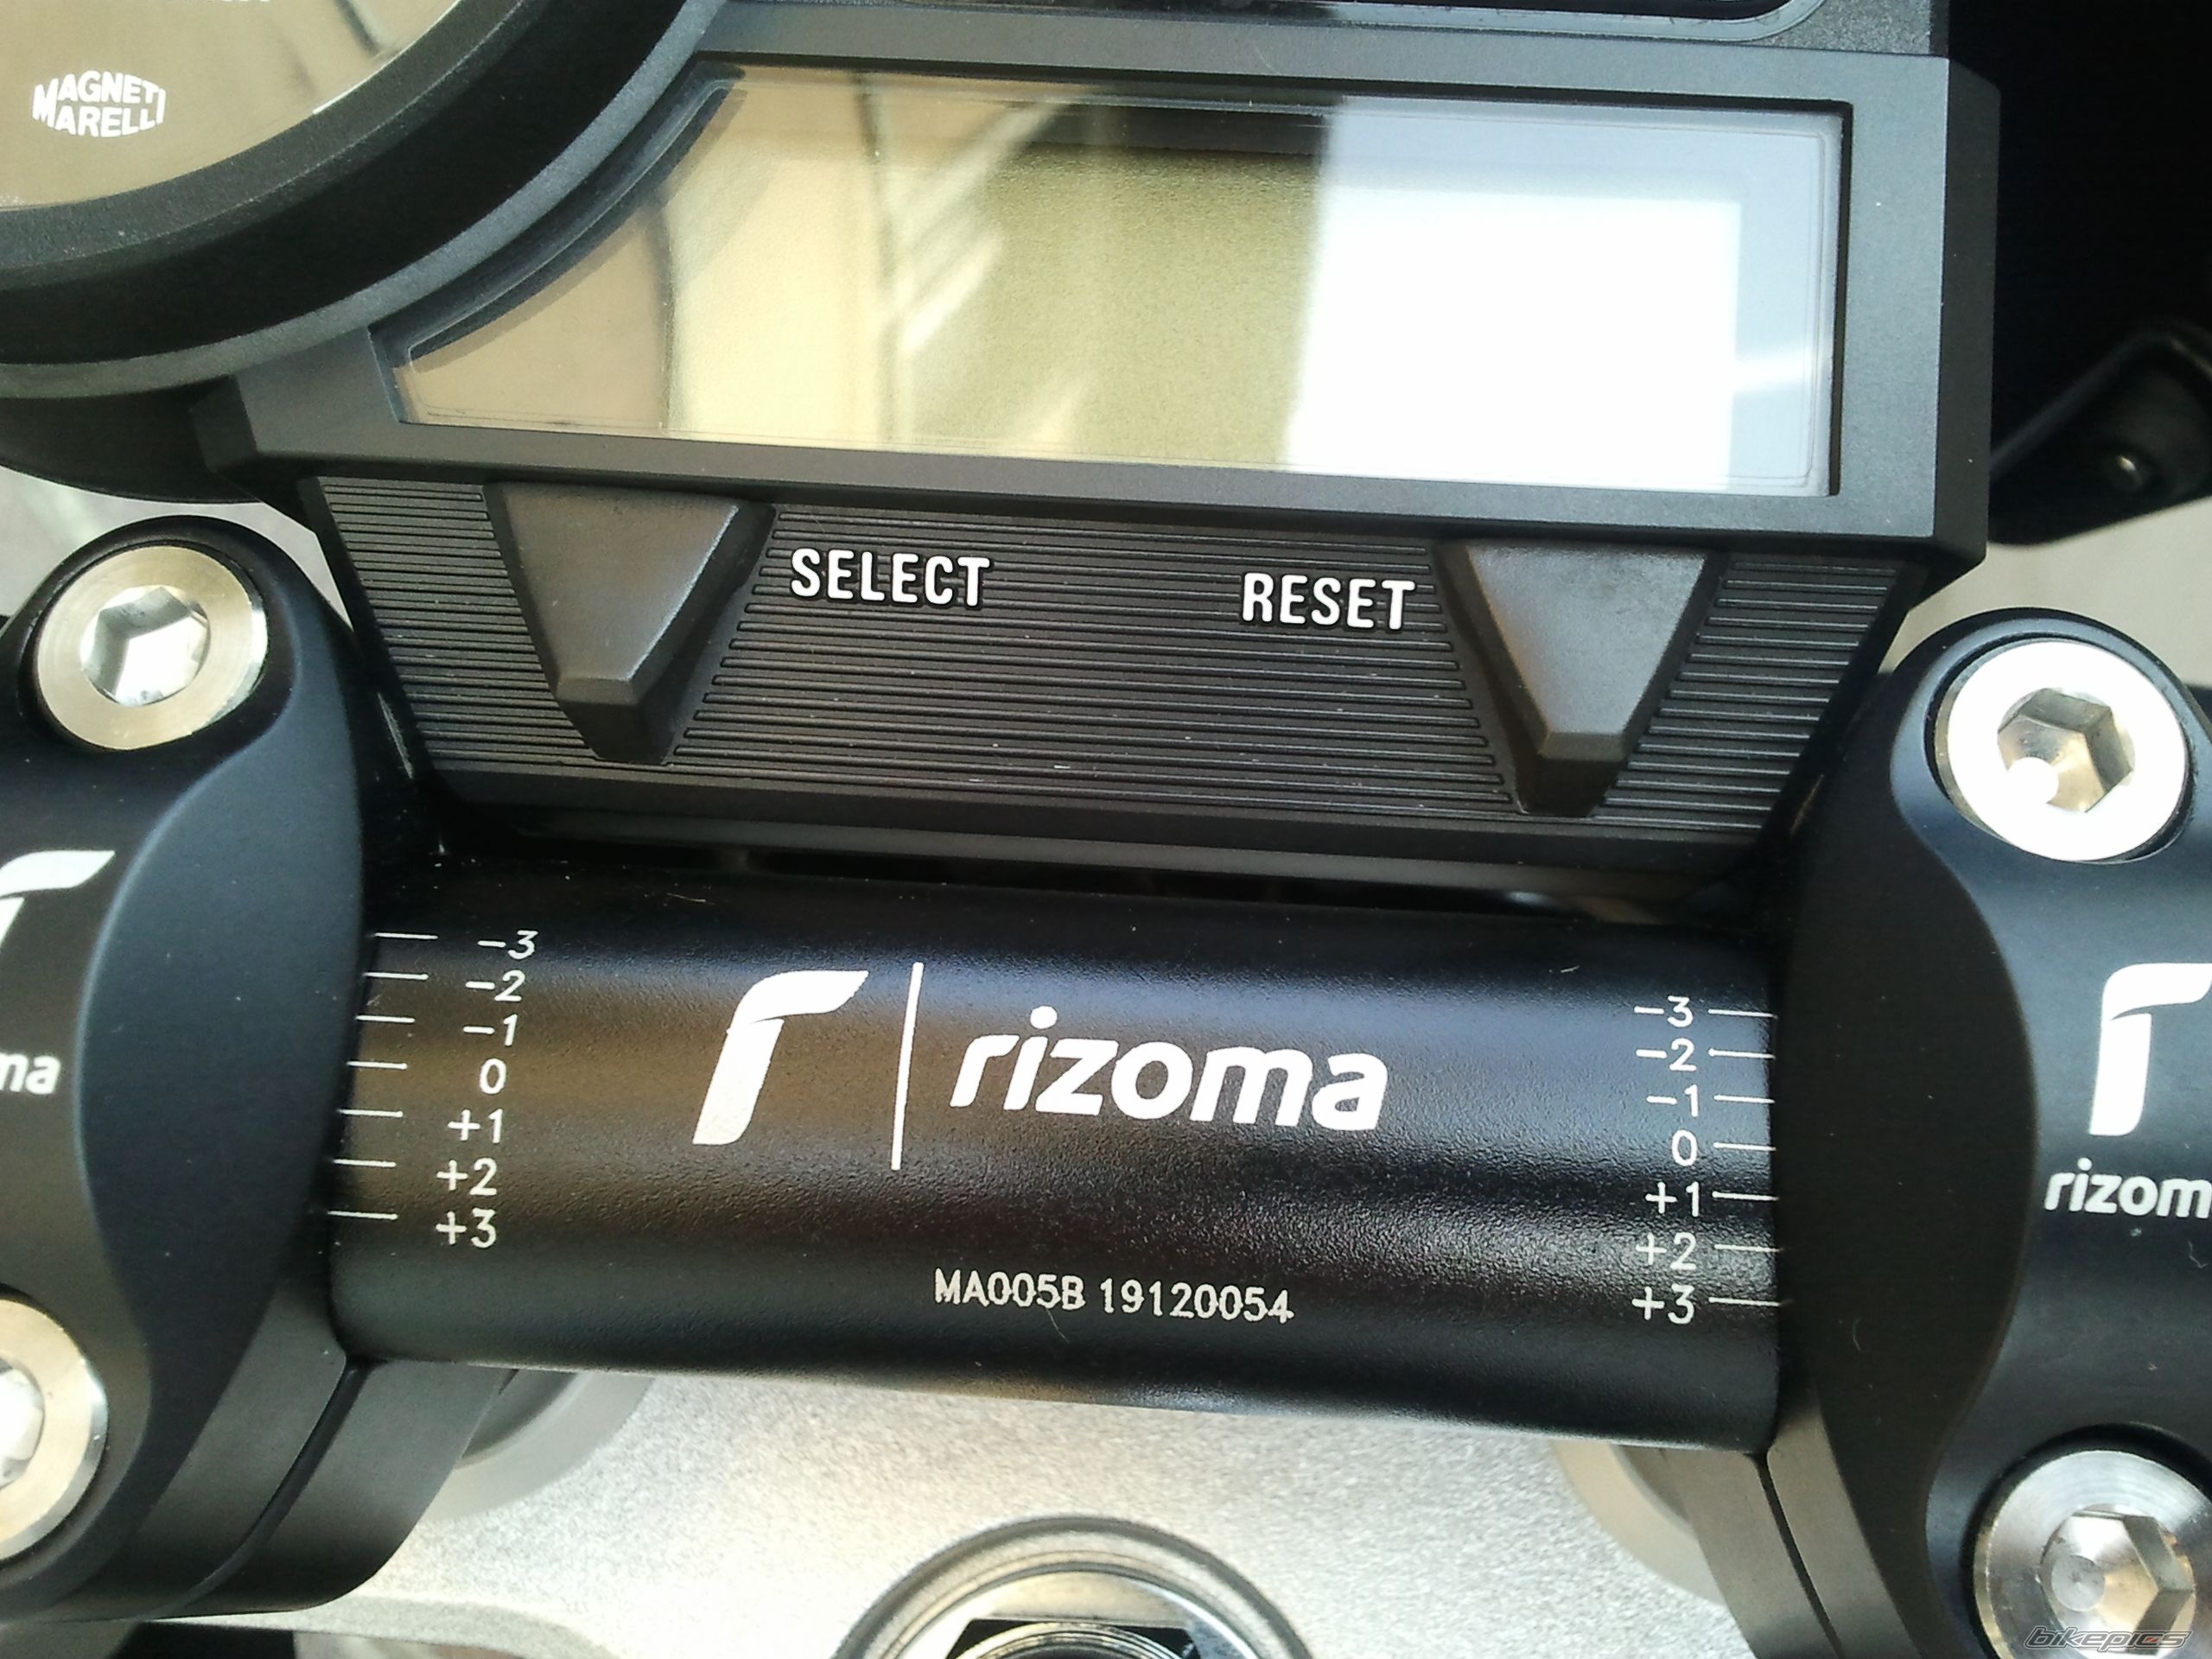 MAGNETI
MARELLI
SELECT
RESET
-3
-2
-1
0
+1
+2
+3
rizoma
-3
-2
-1
0
+1
+2
+3
MA005B 19120054
ma
rizom
bikepics